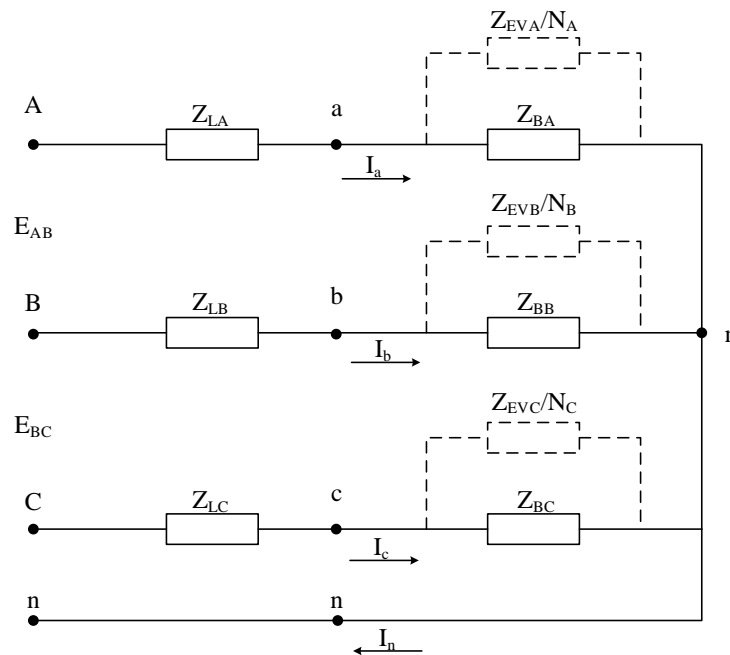 Z_EVA/N_A
A
Z_LA
a
Z_BA
I_a
Z_EVB/N_B
E_AB
B
Z_LB
b
Z_BB
I_b
Z_EVC/N_C
E_BC
C
Z_LC
c
Z_BC
I_c
n
n
I_n